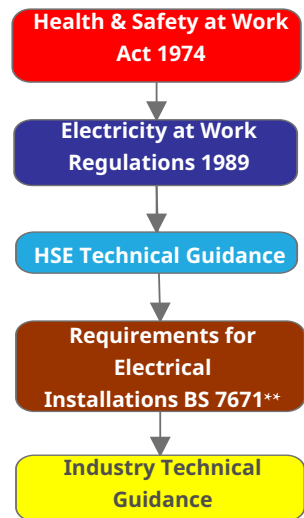 Health & Safety at Work
Act 1974
Electricity at Work
Regulations 1989
HSE Technical Guidance
Requirements for
Electrical
Installations BS 7671**
Industry Technical
Guidance